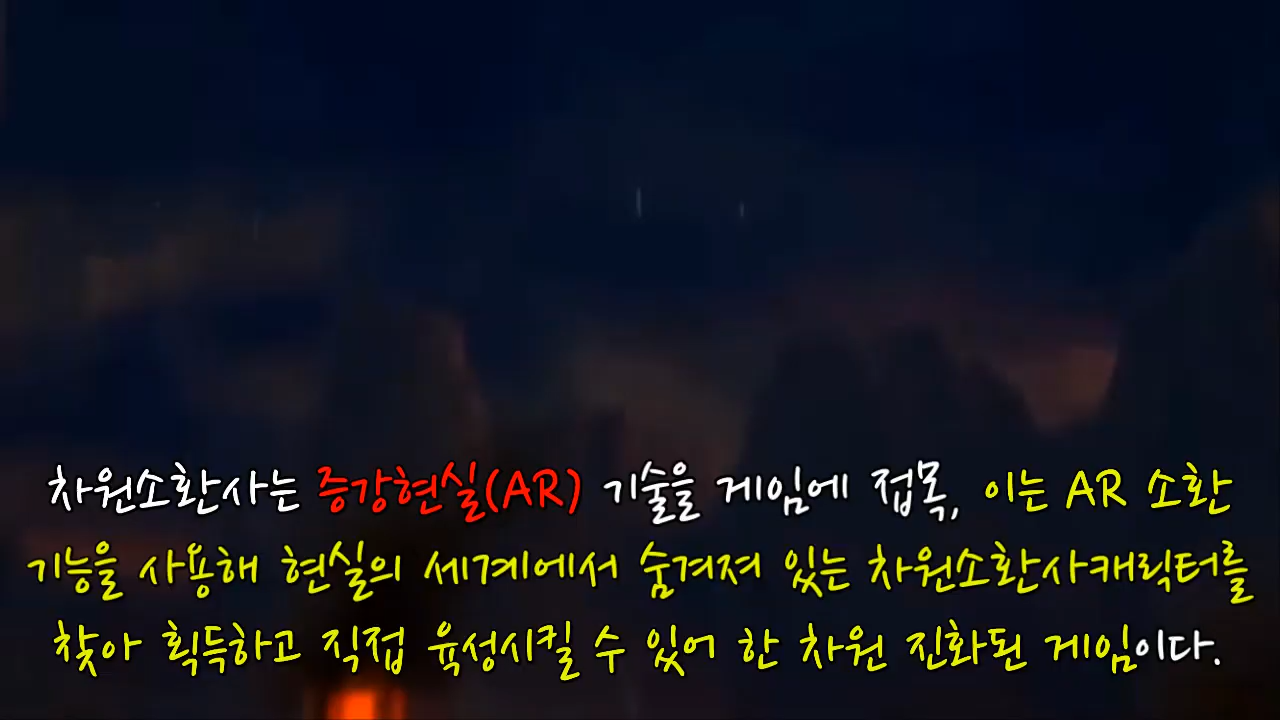 차원소환사는 증강현실(AR) 기술을 게임에 접목, 이는 AR 소환
기능을 사용해 현실의 세계에서 숨겨져 있는 차원소환사캐릭터를
찾아 획득하고 직접 육성시킬 수 있어 한 차원 진화된 게임이다.